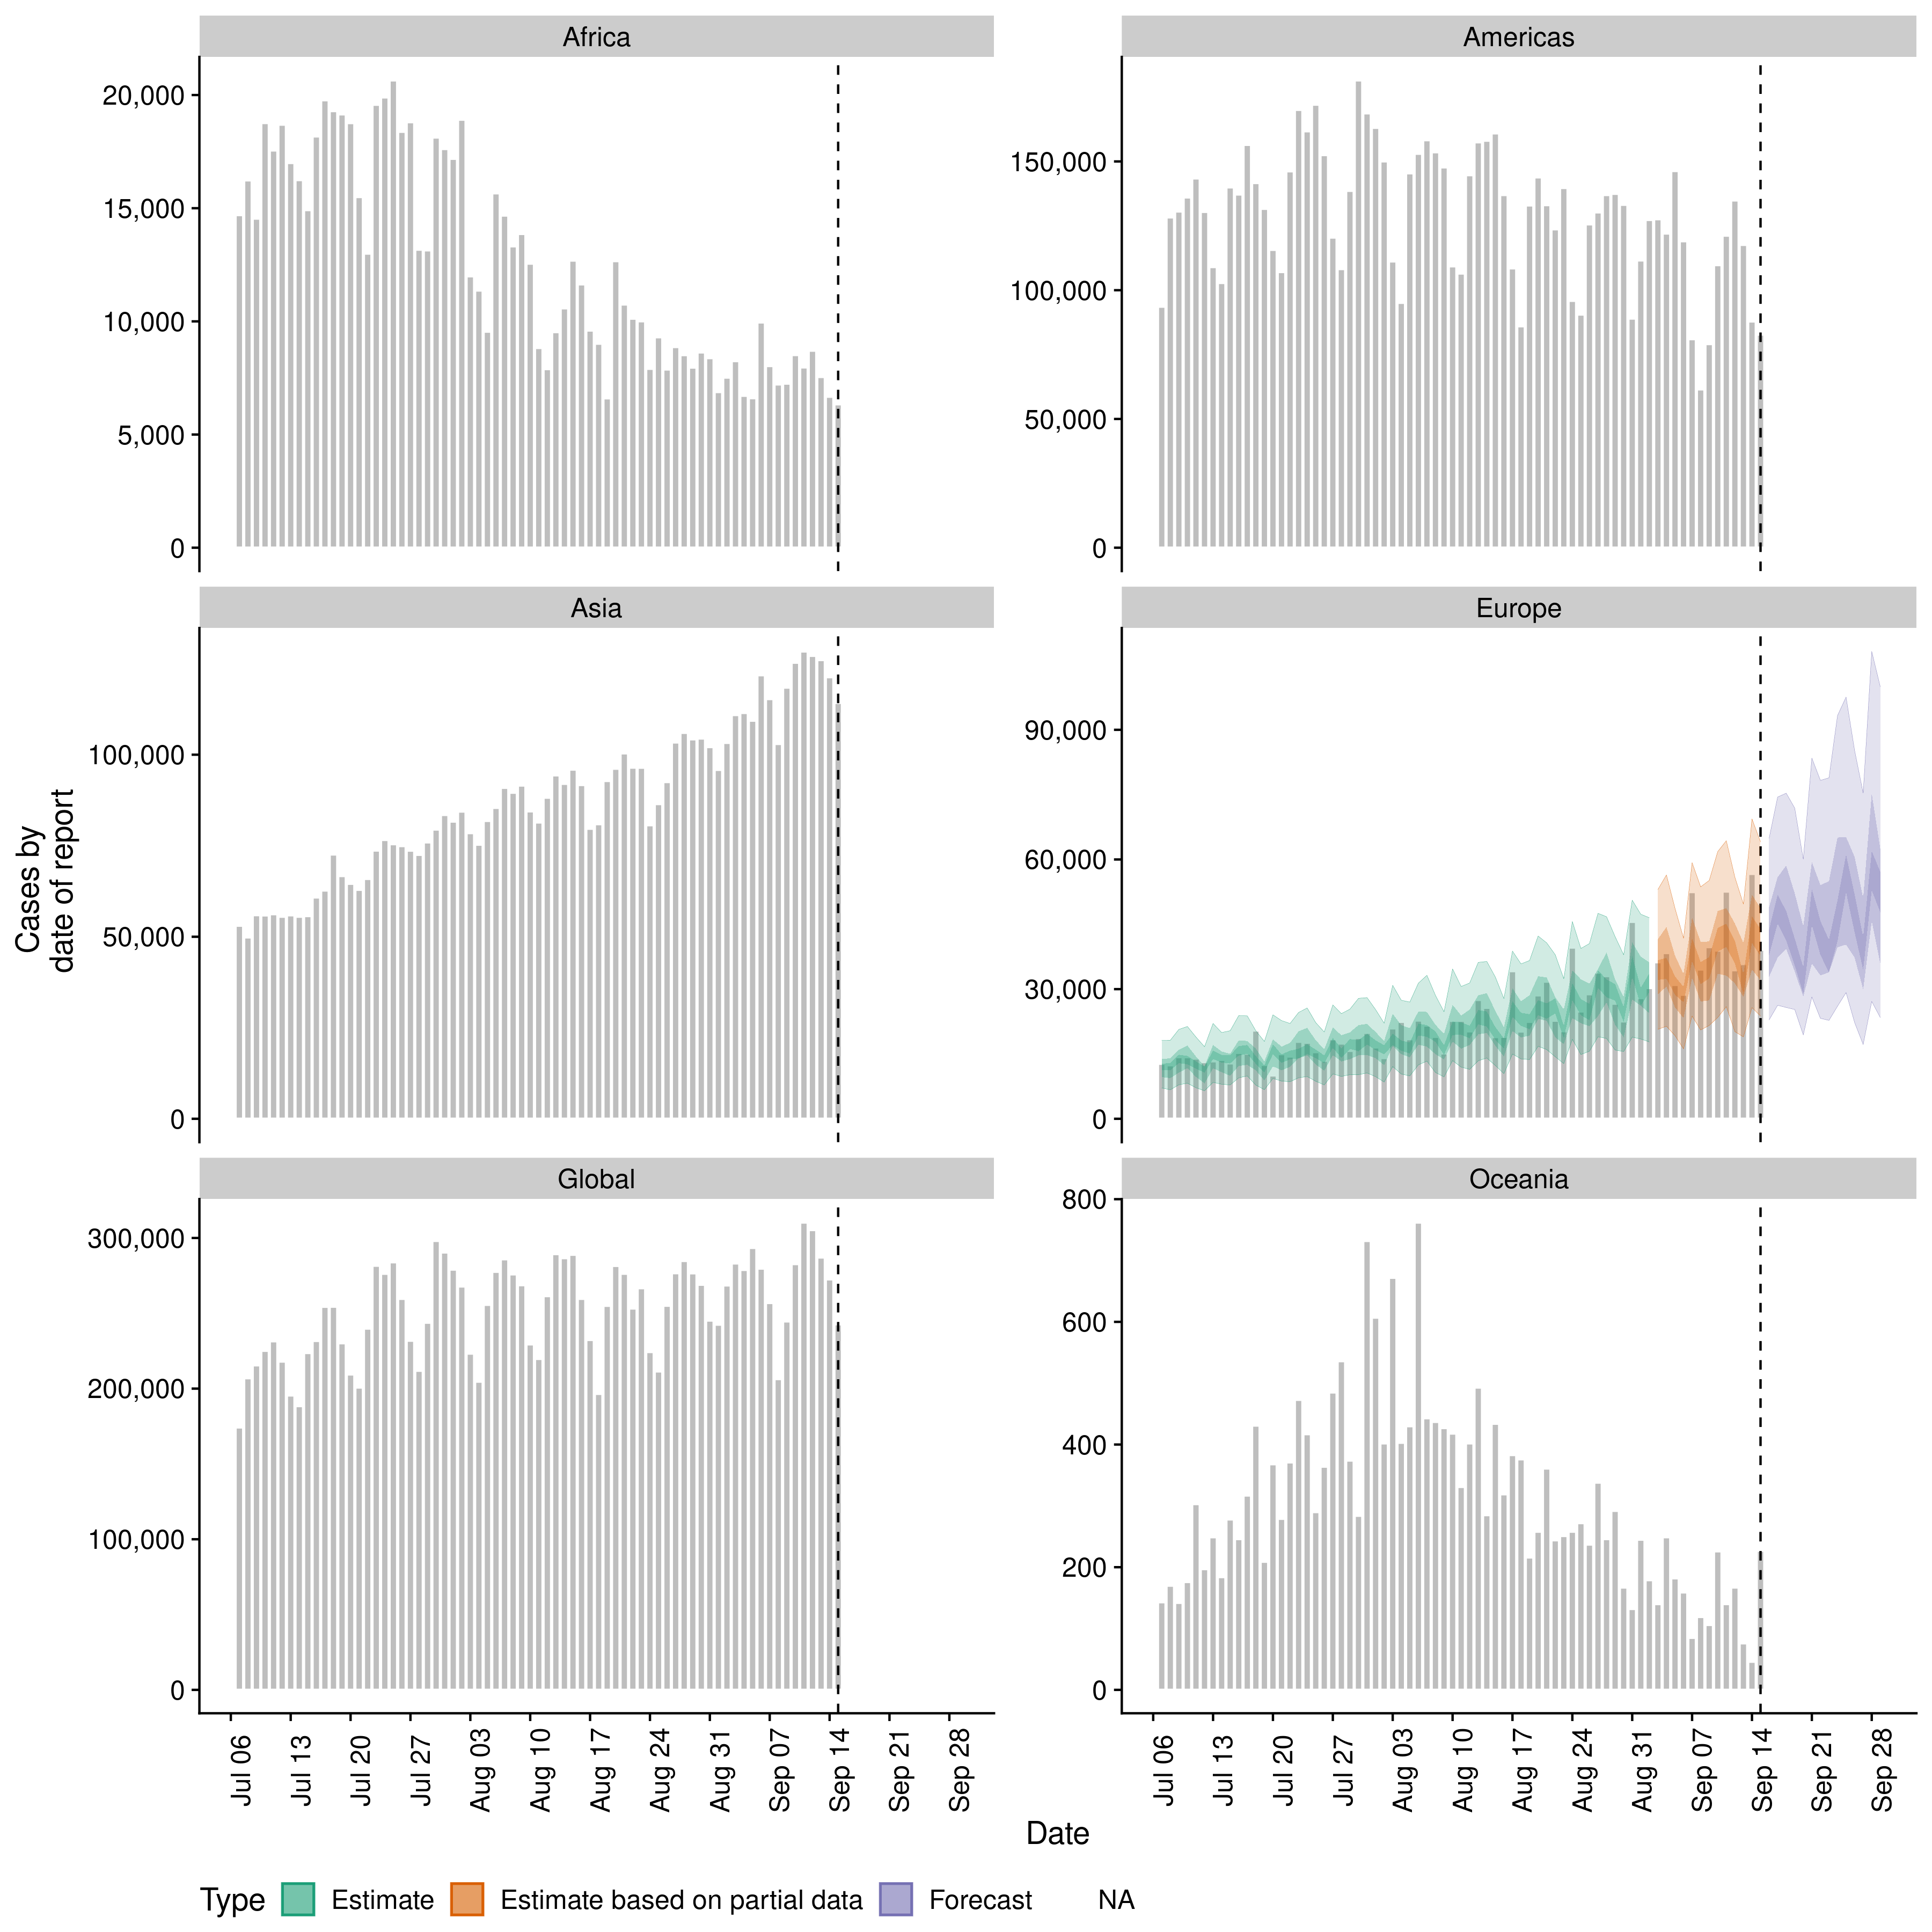 Africa
Americas
20,000
15,000
10,000
5,000
0
150,000
100,000
50,000
0
Asia
Europe
100,000
50,000
0
90,000
60,000
30,000
0
Cases by
date of report
Global
Oceania
300,000
200,000
100,000
0
800
600
400
200
0
Jul 06
Jul 13
Jul 20
Jul 27
Aug 03
Aug 10
Aug 17
Aug 24
Aug 31
Sep 07
Sep 14
Sep 21
Sep 28
Jul 06
Jul 13
Jul 20
Jul 27
Aug 03
Aug 10
Aug 17
Aug 24
Aug 31
Sep 07
Sep 14
Sep 21
Sep 28
Date
Type Estimate Estimate based on partial data Forecast NA